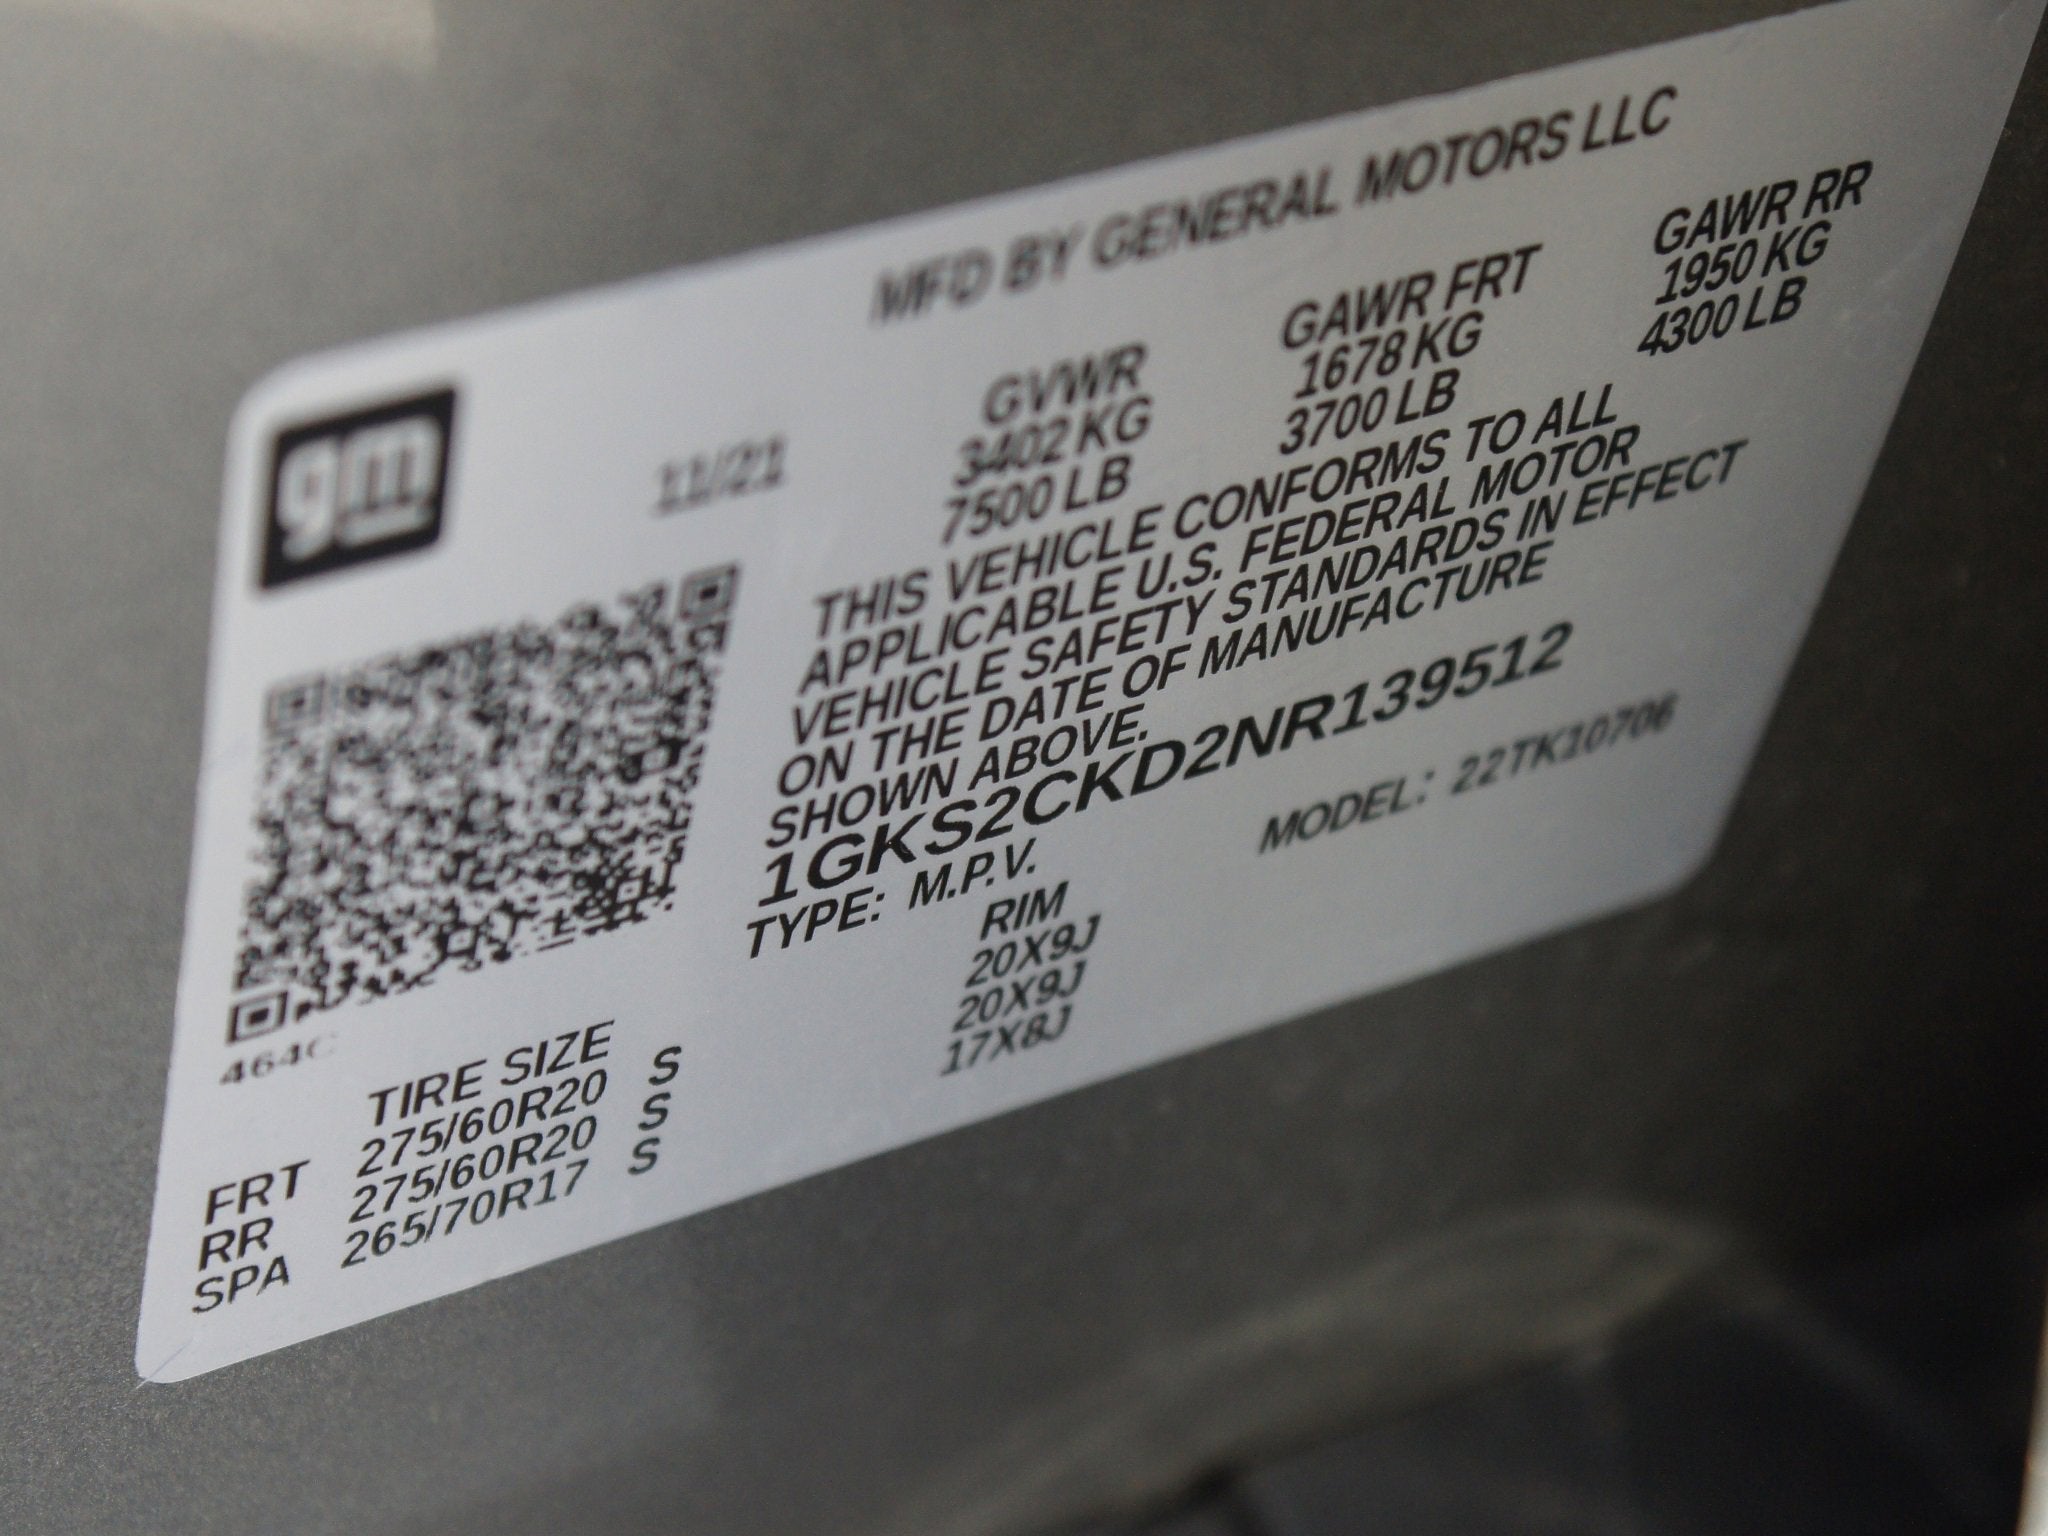 MFD BY GENERAL MOTORS LLC
gm
11/21
GVWR GAWR FRT GAWR RR
3402 KG 1678 KG 1950 KG
7500 LB 3700 LB 4300 LB
THIS VEHICLE CONFORMS TO ALL
APPLICABLE U.S. FEDERAL MOTOR
VEHICLE SAFETY STANDARDS IN EFFECT
ON THE DATE OF MANUFACTURE
SHOWN ABOVE.
1GKS2CKD2NR139512
TYPE: M.P.V. MODEL: 22TK10706
464C
TIRE SIZE RIM
FRT 275/60R20 S 20X9J
RR 275/60R20 S 20X9J
SPA 265/70R17 S 17X8J